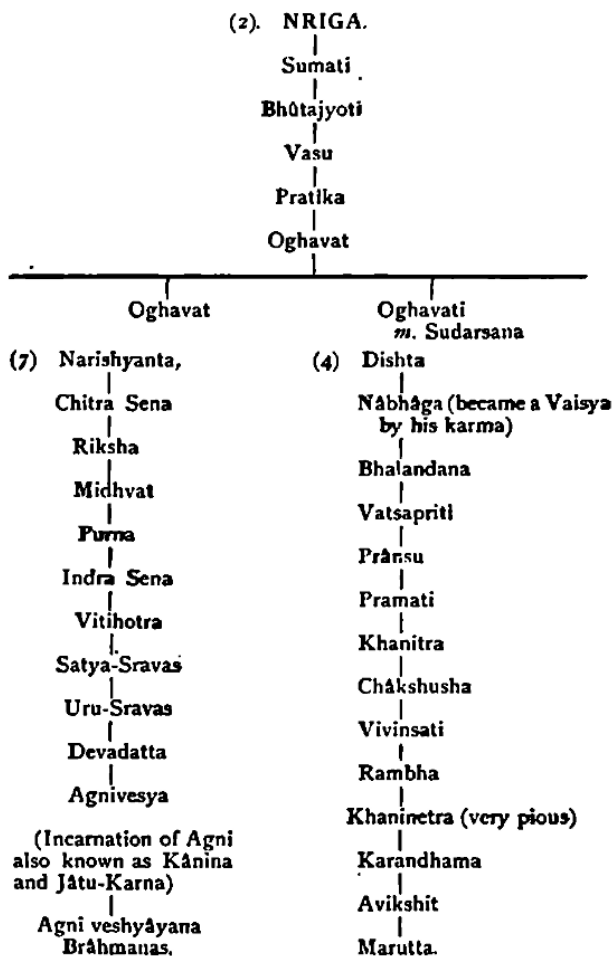 (2). NRIGA.
Sumati
Bhûtajyoti
Vasu
Pratika
Oghavat
Oghavat
Oghavati
m. Sudarsana
(7) Narishyanta,
Chitra Sena
Riksha
Midhvat
Purna
Indra Sena
Vitihotra
Satya-Sravas
Uru-Sravas
Devadatta
Agnivesya
(Incarnation of Agni
also known as Kânina
and Jâtu-Karna)
Agni veshyâyana
Brâhmanas.
(4) Dishta
Nâbhâga (became a Vaisya
by his karma)
Bhalandana
Vatsapriti
Prânsu
Pramati
Khanitra
Châkshusha
Vivinsati
Rambha
Khaninetra (very pious)
Karandhama
Avikshit
Marutta.